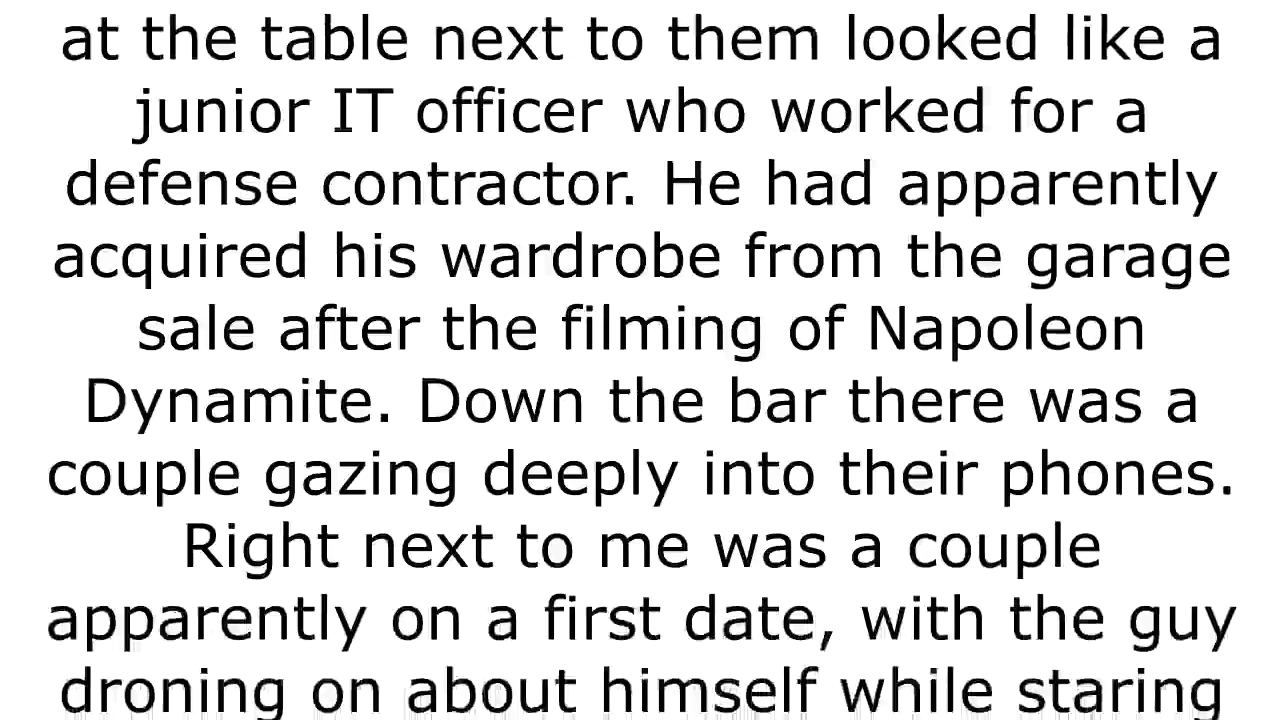 at the table next to them looked like a
junior IT officer who worked for a
defense contractor. He had apparently
acquired his wardrobe from the garage
sale after the filming of Napoleon
Dynamite. Down the bar there was a
couple gazing deeply into their phones.
Right next to me was a couple
apparently on a first date, with the guy
droning on about himself while staring